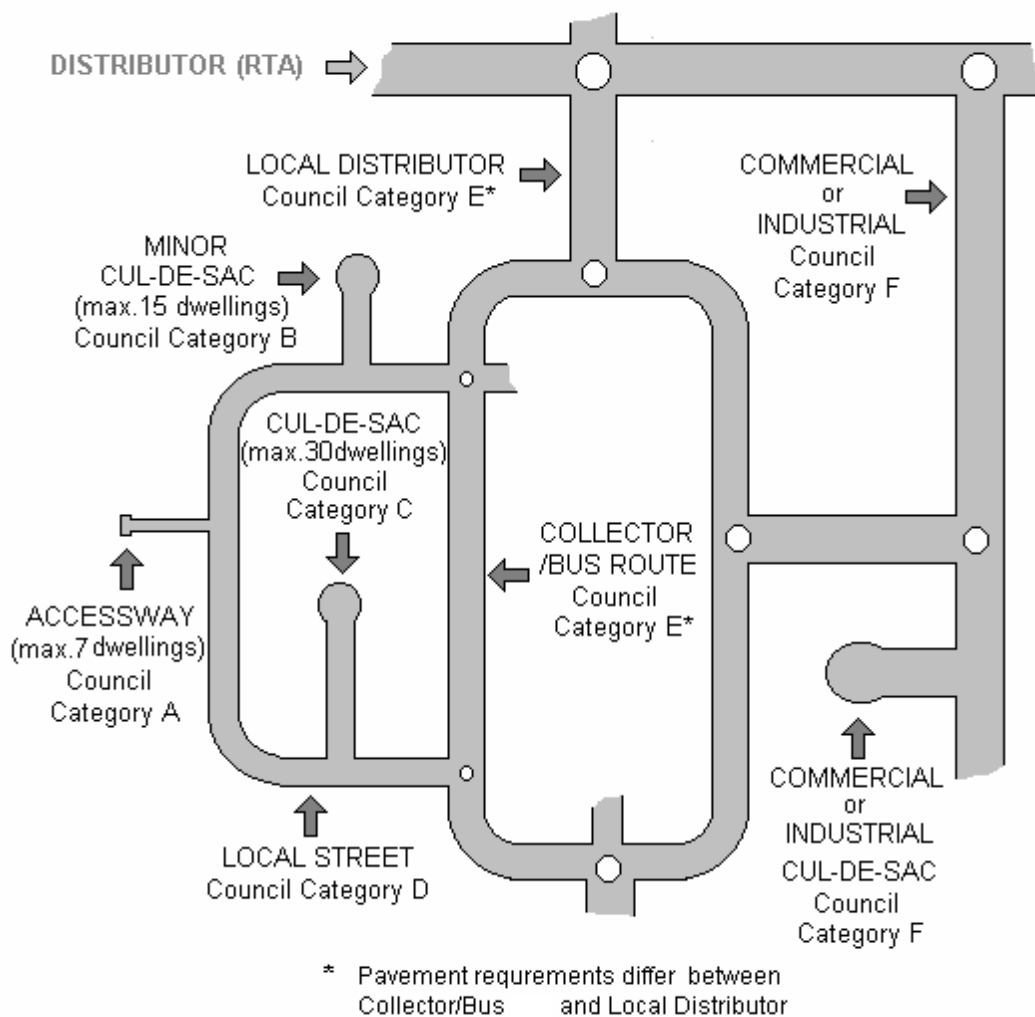 DISTRIBUTOR (RTA)
LOCAL DISTRIBUTOR
Council Category E*
COMMERCIAL
or
INDUSTRIAL
Council
Category F
MINOR
CUL-DE-SAC
(max.15 dwellings)
Council Category B
CUL-DE-SAC
(max.30dwellings)
Council
Category C
COLLECTOR
/BUS ROUTE
Council
Category E*
ACCESSWAY
(max.7 dwellings)
Council
Category A
LOCAL STREET
Council Category D
COMMERCIAL
or
INDUSTRIAL
CUL-DE-SAC
Council
Category F
* Pavement requrements differ between
Collector/Bus and Local Distributor